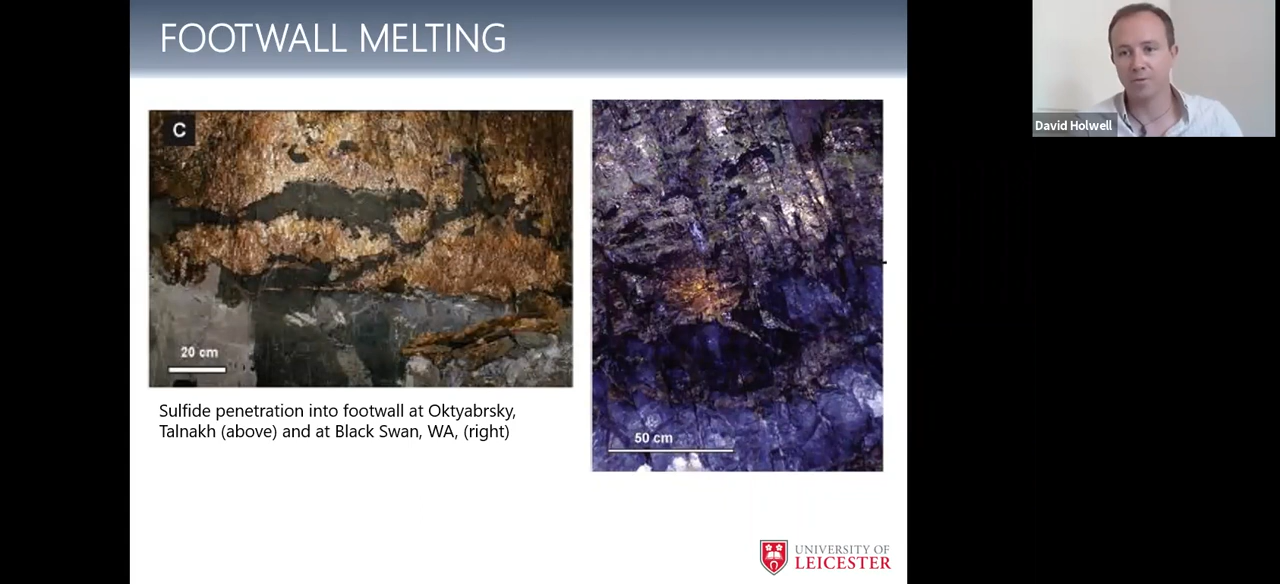 FOOTWALL MELTING
C
20 cm
Sulfide penetration into footwall at Oktyabrsky,
Talnakh (above) and at Black Swan, WA, (right)
50 cm
UNIVERSITY OF
LEICESTER
David Holwell